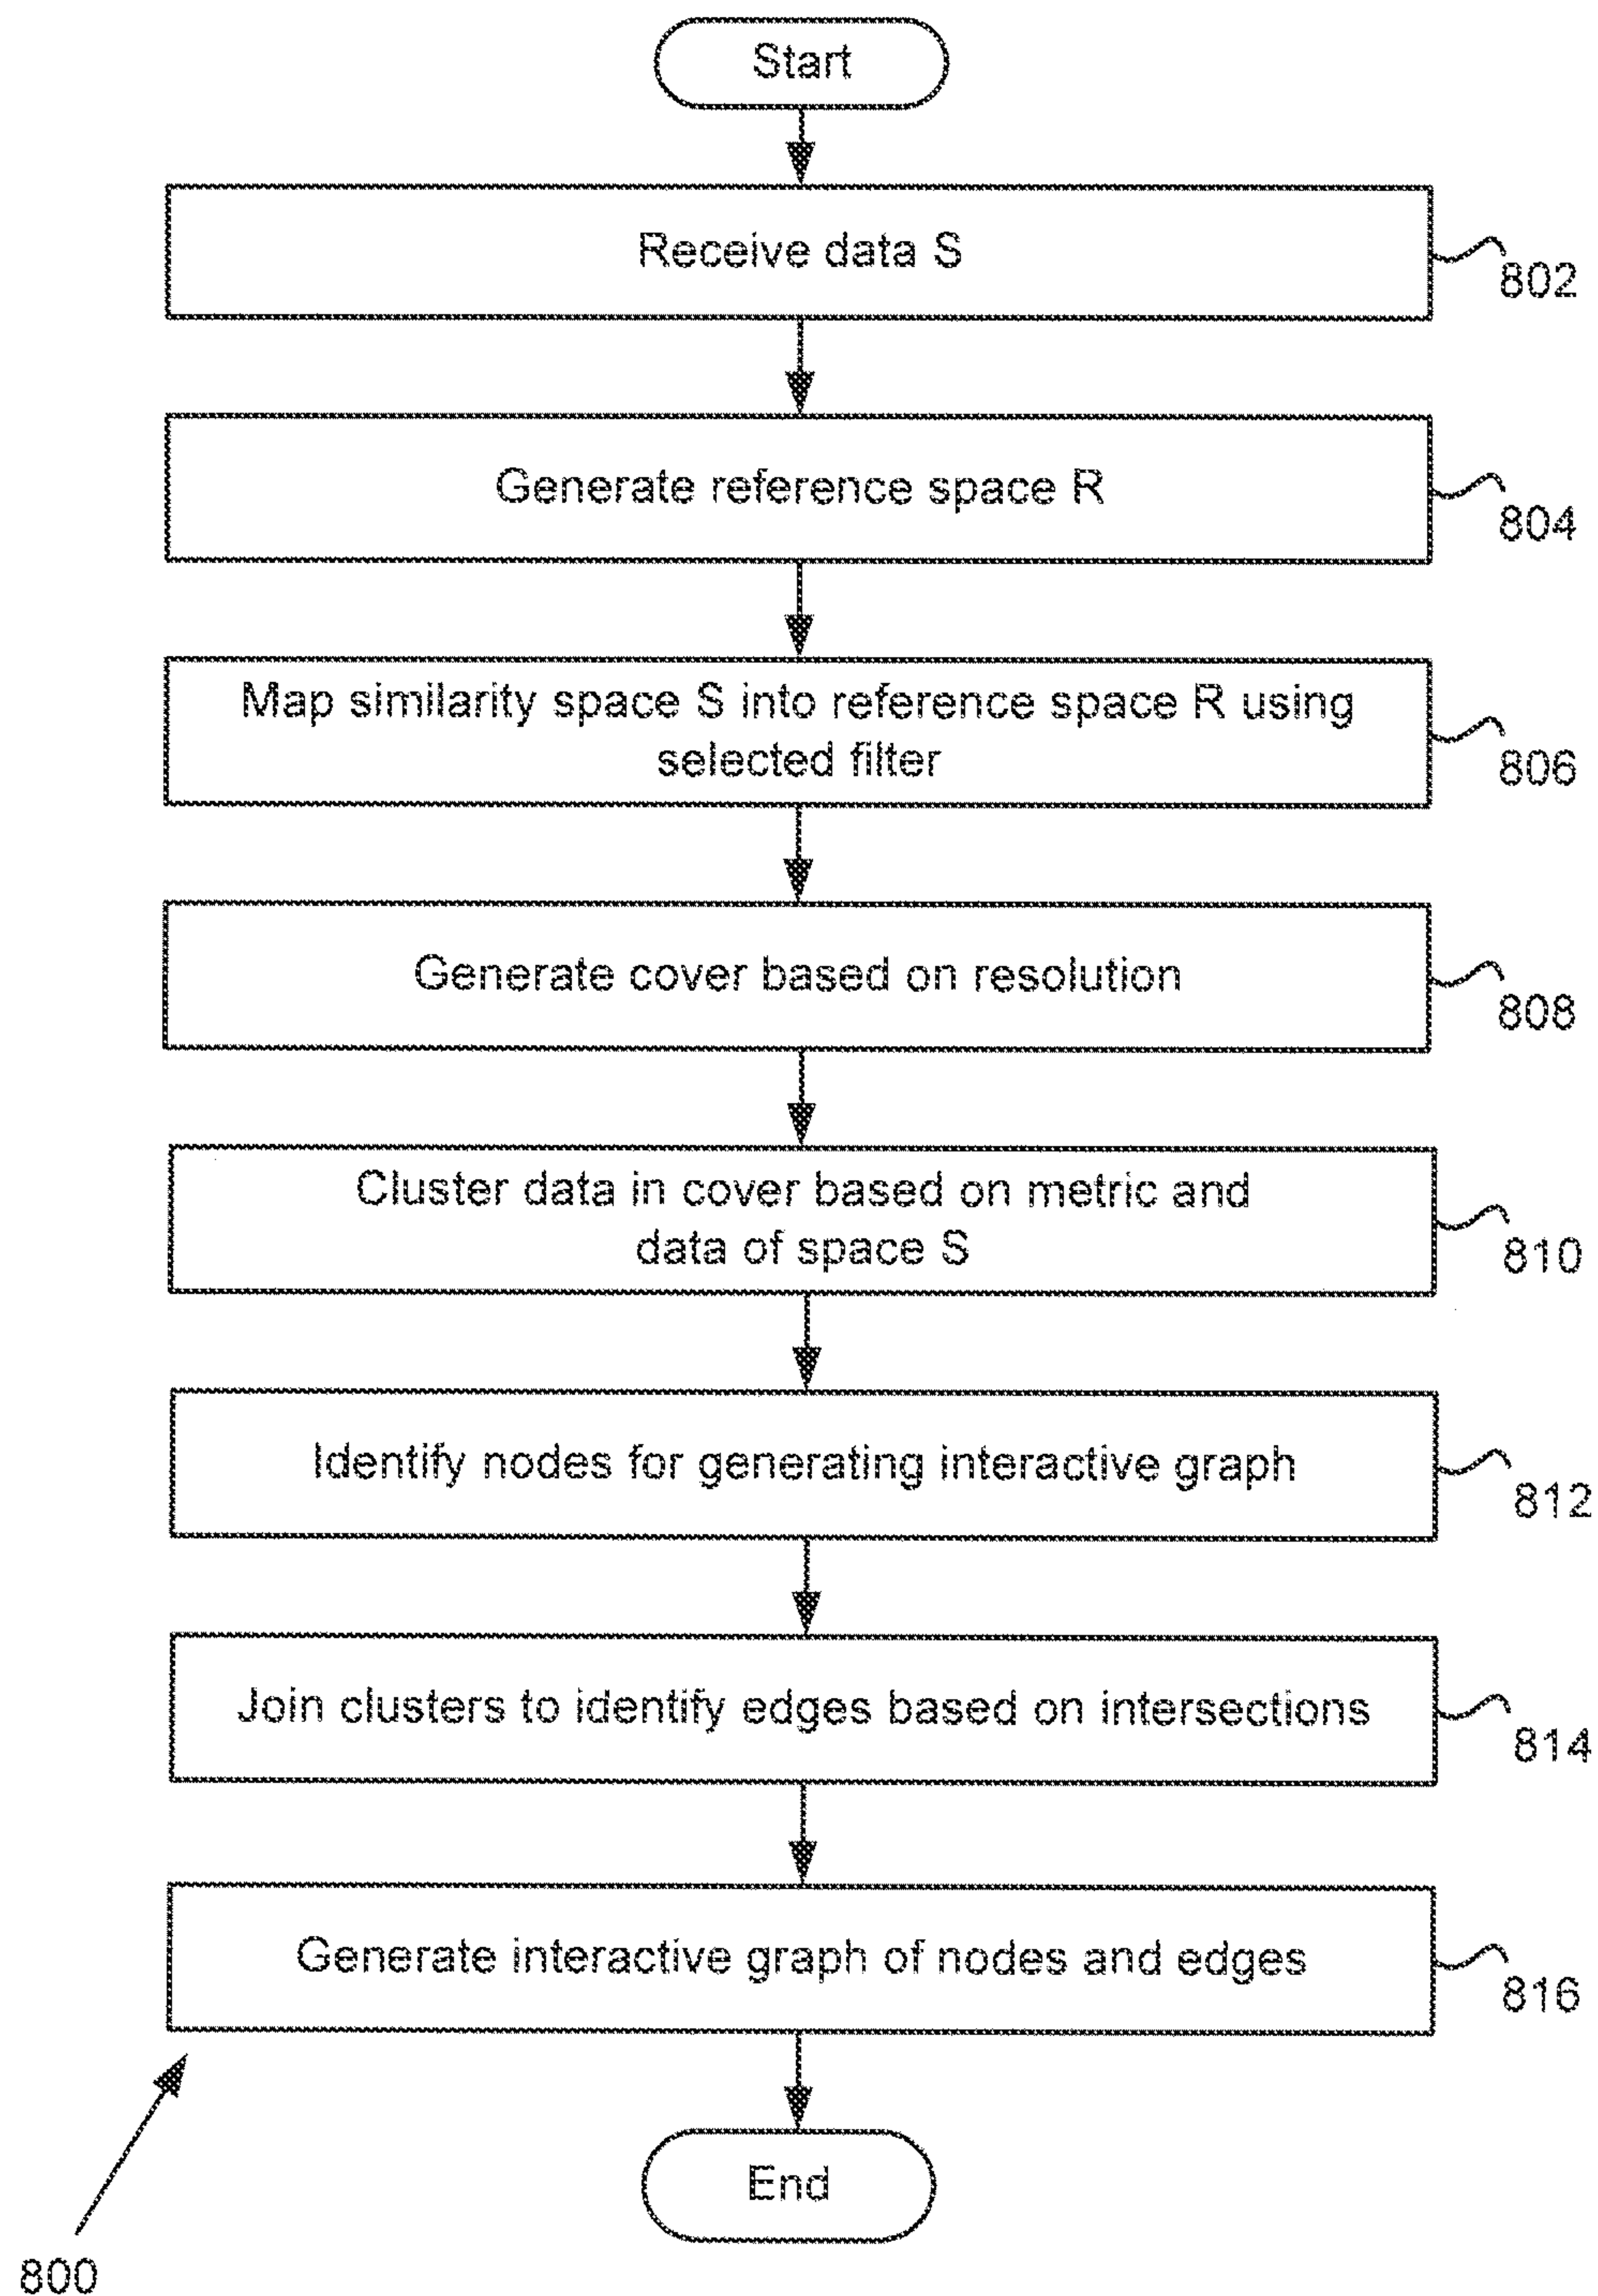 Start
Receive data S
802
Generate reference space R
804
Map similarity space S into reference space R using
selected filter
806
Generate cover based on resolution
808
Cluster data in cover based on metric and
data of space S
810
Identify nodes for generating interactive graph
812
Join clusters to identify edges based on intersections
814
Generate interactive graph of nodes and edges
816
End
800